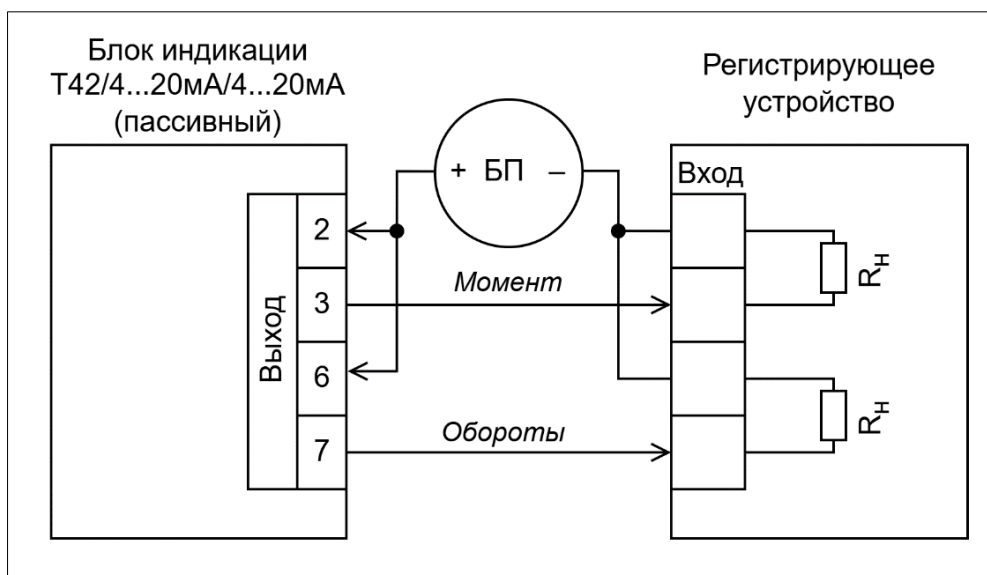 Блок индикации
Т42/4...20мА/4...20мА
(пассивный)
Регистрирующее
устройство
+ БП –
Вход
Выход
2
3
6
7
Момент
Обороты
Rн
Rн